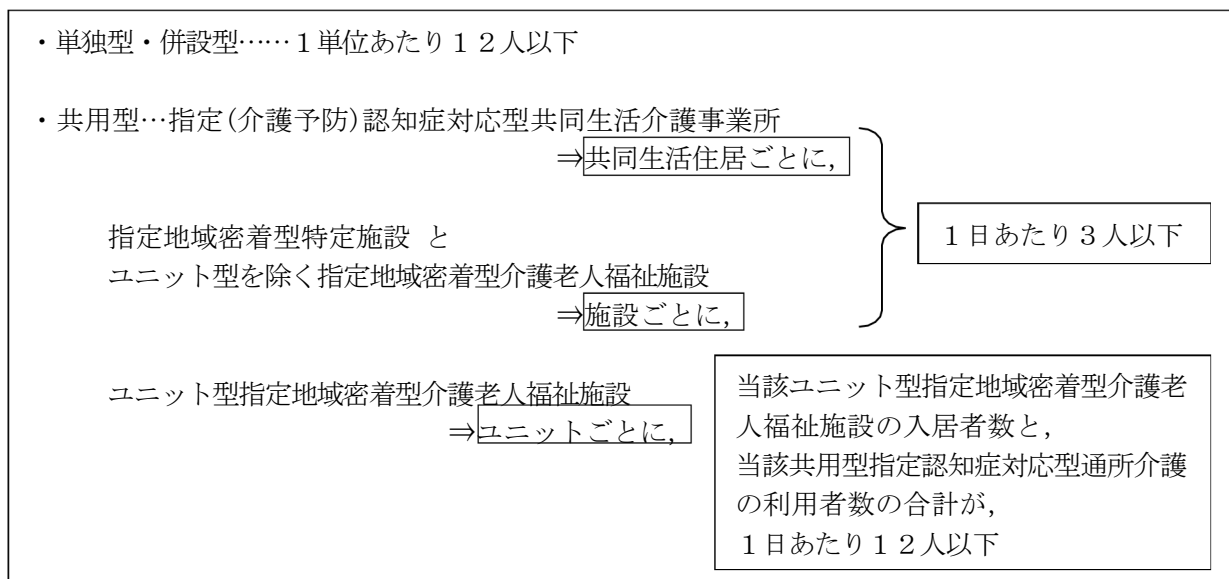 ・単独型・併設型……１単位あたり１２人以下
・共用型…指定(介護予防)認知症対応型共同生活介護事業所
⇒共同生活住居ごとに，
指定地域密着型特定施設 と
ユニット型を除く指定地域密着型介護老人福祉施設
⇒施設ごとに，
１日あたり３人以下
ユニット型指定地域密着型介護老人福祉施設
⇒ユニットごとに，
当該ユニット型指定地域密着型介護老
人福祉施設の入居者数と，
当該共用型指定認知症対応型通所介護
の利用者数の合計が，
１日あたり１２人以下